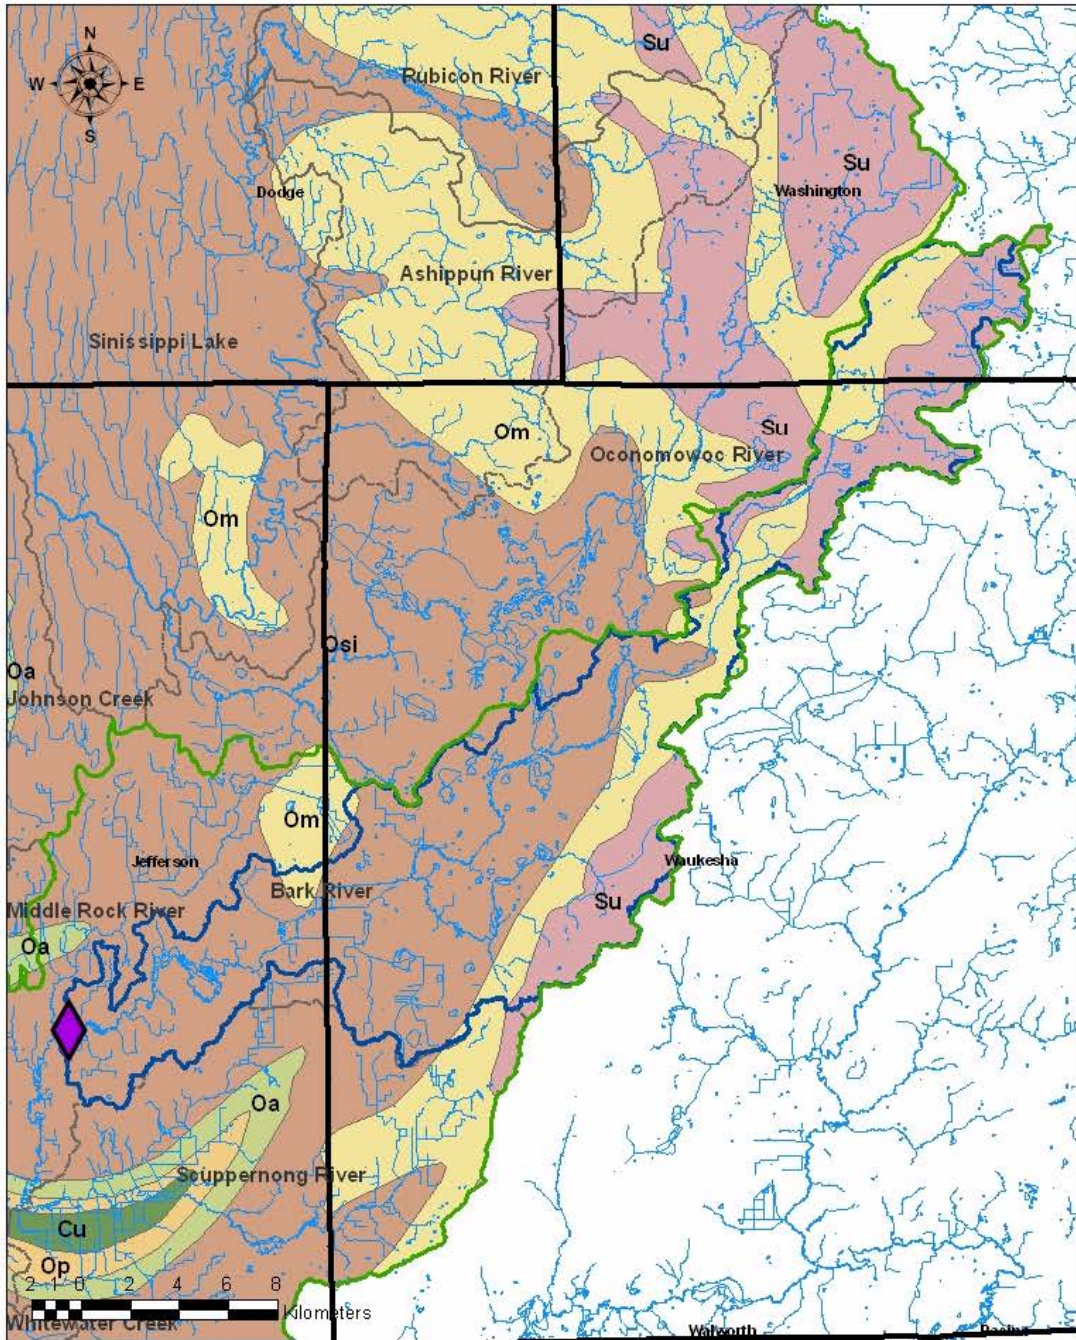 N
W E
S
Su
Rubicon River
Su
Dodge
Washington
Ashippun River
Sinissippi Lake
Su
Om
Oconomowoc River
Om
Osi
Oa
Johnson Creek
Om
Jefferson
Waukesha
Bark River
Su
Middle Rock River
Oa
Oa
Scuppernong River
Cu
Op
2 1 0 2 4 6 8
Kilometers
Whitewater Creek
Walworth